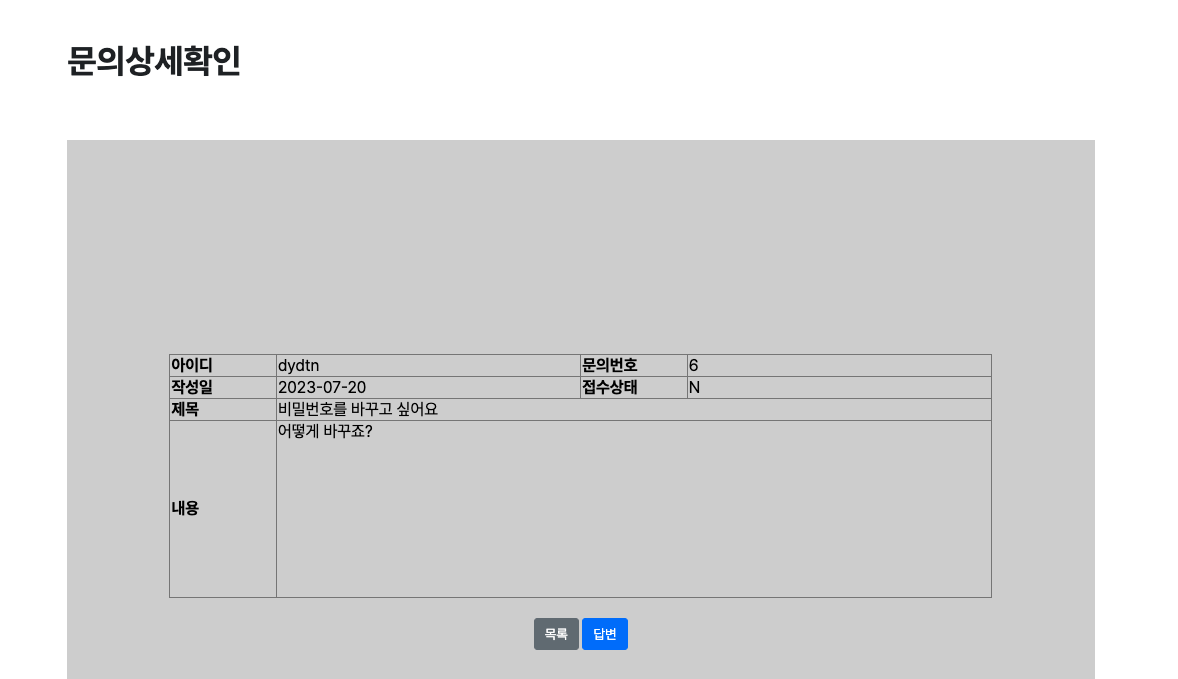 문의상세확인
아이디 dydtn 문의번호 6
작성일 2023-07-20 접수상태 N
제목 비밀번호를 바꾸고 싶어요
내용 어떻게 바꾸죠?
목록 답변